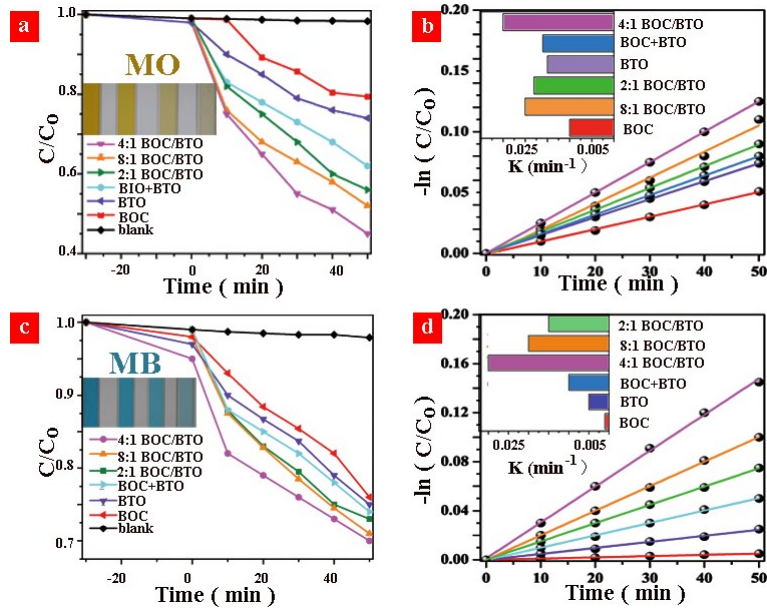 a
1.0
0.8
0.6
0.4
C/C₀
MO
4:1 BOC/BTO
8:1 BOC/BTO
2:1 BOC/BTO
BIO+BTO
BTO
BOC
blank
-20 0 20 40
Time ( min )
b
0.20
0.15
0.10
0.05
0.00
-ln ( C/C₀)
4:1 BOC/BTO
BOC+BTO
BTO
2:1 BOC/BTO
8:1 BOC/BTO
BOC
0.025 0.005
K (min⁻¹)
0 10 20 30 40 50
Time ( min )
c
1.0
0.9
0.8
0.7
C/C₀
MB
4:1 BOC/BTO
8:1 BOC/BTO
2:1 BOC/BTO
BOC+BTO
BTO
BOC
blank
-20 0 20 40
Time ( min )
d
0.20
0.16
0.12
0.08
0.04
0.00
-ln ( C/C₀)
2:1 BOC/BTO
8:1 BOC/BTO
4:1 BOC/BTO
BOC+BTO
BTO
BOC
0.025 0.005
K (min⁻¹)
0 10 20 30 40 50
Time ( min )